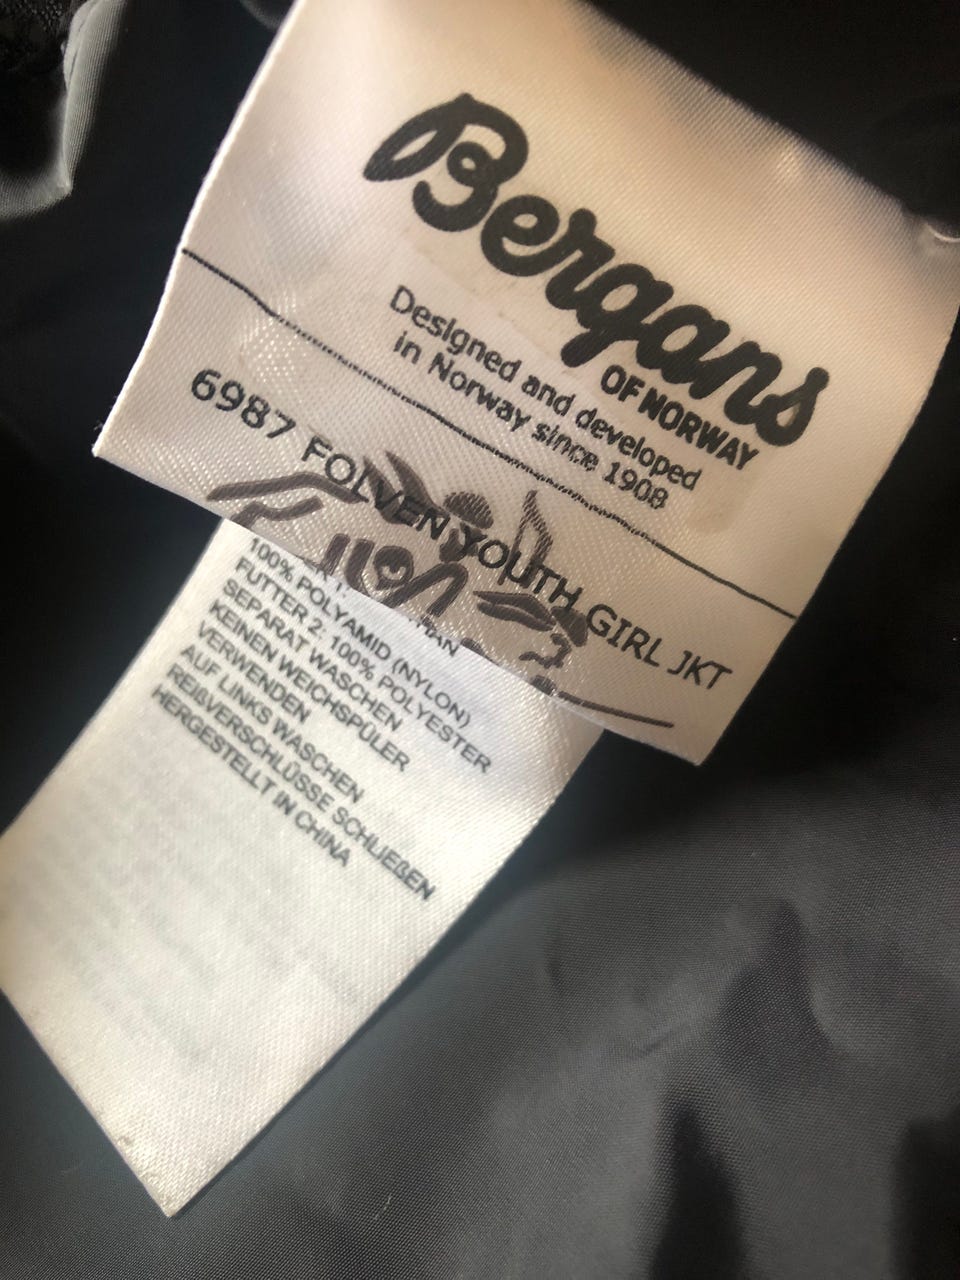 Bergans
OF NORWAY
Designed and developed
in Norway since 1908
6987 FOLVEN YOUTH GIRL JKT
100% POLYAMID (NYLON)
FUTTER 2: 100% POLYESTER
SEPARAT WASCHEN
KEINEN WEICHSPÜLER
VERWENDEN
AUF LINKS WASCHEN
REIßVERSCHLÜSSE SCHLIEßEN
HERGESTELLT IN CHINA